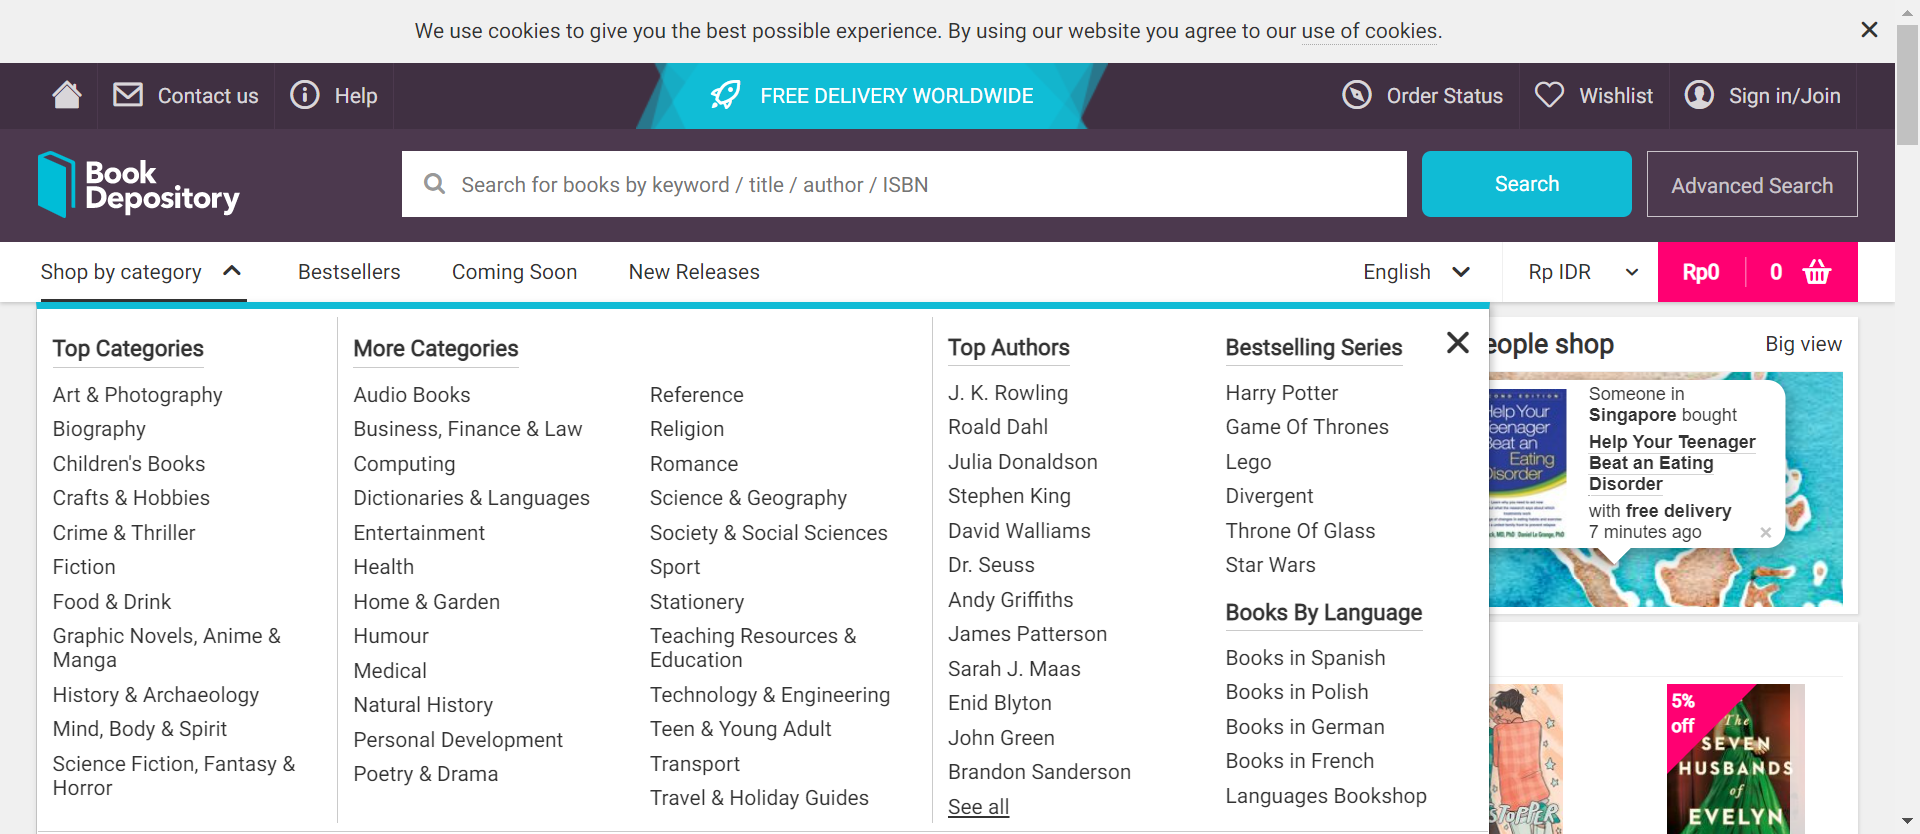 We use cookies to give you the best possible experience. By using our website you agree to our use of cookies.
Contact us
Help
FREE DELIVERY WORLDWIDE
Order Status
Wishlist
Sign in/Join
Book
Depository
Search for books by keyword / title / author / ISBN
Search
Advanced Search
Shop by category
Bestsellers
Coming Soon
New Releases
English
Rp IDR
Rp0
0
Top Categories
Art & Photography
Biography
Children's Books
Crafts & Hobbies
Crime & Thriller
Fiction
Food & Drink
Graphic Novels, Anime &
Manga
History & Archaeology
Mind, Body & Spirit
Science Fiction, Fantasy &
Horror
More Categories
Audio Books
Business, Finance & Law
Computing
Dictionaries & Languages
Entertainment
Health
Home & Garden
Humour
Medical
Natural History
Personal Development
Poetry & Drama
Reference
Religion
Romance
Science & Geography
Society & Social Sciences
Sport
Stationery
Teaching Resources &
Education
Technology & Engineering
Teen & Young Adult
Transport
Travel & Holiday Guides
Top Authors
J. K. Rowling
Roald Dahl
Julia Donaldson
Stephen King
David Walliams
Dr. Seuss
Andy Griffiths
James Patterson
Sarah J. Maas
Enid Blyton
John Green
Brandon Sanderson
See all
Bestselling Series
Harry Potter
Game Of Thrones
Lego
Divergent
Throne Of Glass
Star Wars
Books By Language
Books in Spanish
Books in Polish
Books in German
Books in French
Languages Bookshop
eople shop
Big view
Help Your
eenager
Beat an
Eating
Disorder
Someone in
Singapore bought
Help Your Teenager
Beat an Eating
Disorder
with free delivery
7 minutes ago
STOPPER
5%
off
The
SEVEN
HUSBANDS
of
EVELYN